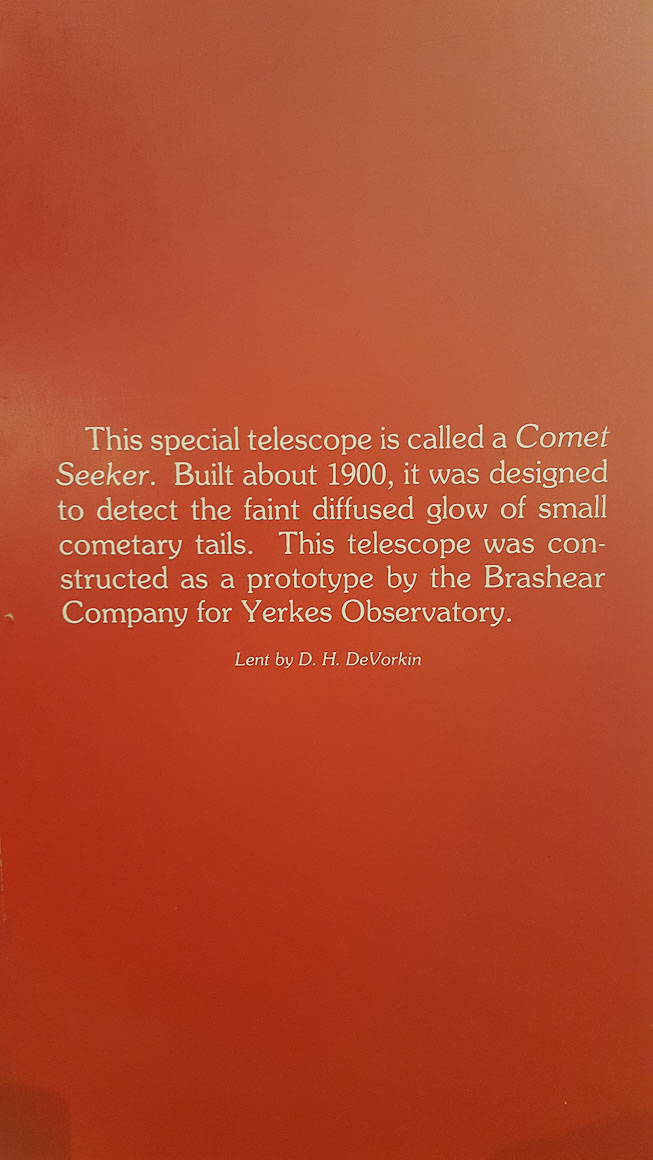 This special telescope is called a Comet
Seeker. Built about 1900, it was designed
to detect the faint diffused glow of small
cometary tails. This telescope was con-
structed as a prototype by the Brashear
Company for Yerkes Observatory.
Lent by D. H. DeVorkin